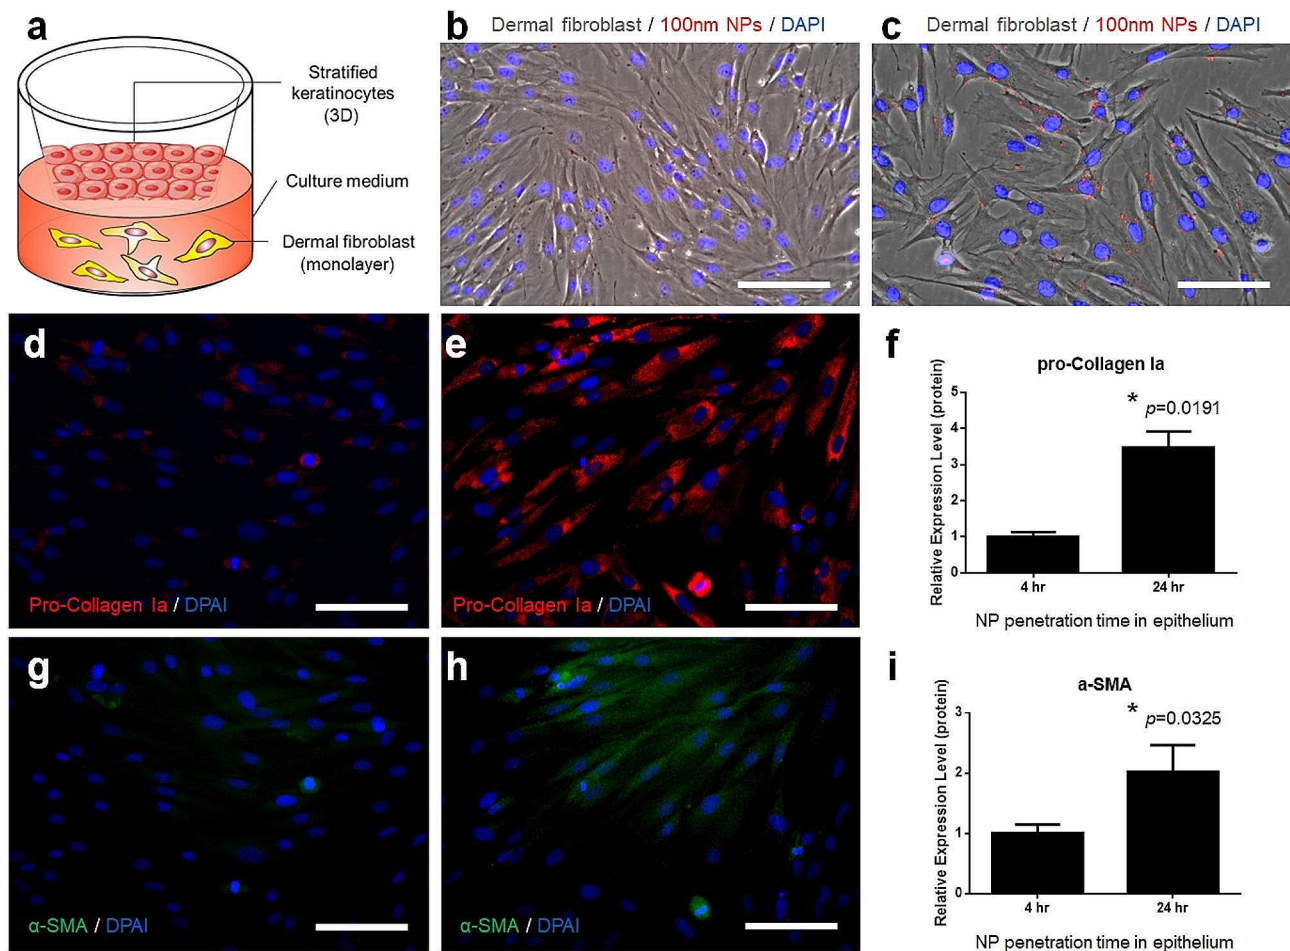 a
Stratified
keratinocytes
(3D)
Culture medium
Dermal fibroblast
(monolayer)
b
Dermal fibroblast / 100nm NPs / DAPI
c
Dermal fibroblast / 100nm NPs / DAPI
d
Pro-Collagen Ia / DPAI
e
Pro-Collagen Ia / DPAI
f
pro-Collagen Ia
* p=0.0191
Relative Expression Level (protein)
5
4
3
2
1
0
4 hr
24 hr
NP penetration time in epithelium
g
α-SMA / DPAI
h
α-SMA / DPAI
i
a-SMA
* p=0.0325
Relative Expression Level (protein)
3
2
1
0
4 hr
24 hr
NP penetration time in epithelium